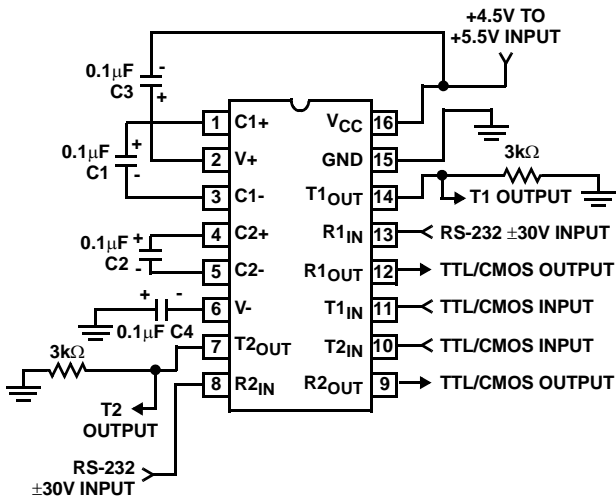 +4.5V TO
+5.5V INPUT
0.1μF
C3
-
+
1 C1+
VCC 16
0.1μF
C1
+
-
2 V+
GND 15
3kΩ
3 C1-
T1OUT 14
T1 OUTPUT
0.1μF
C2
+
-
4 C2+
R1IN 13
RS-232 ±30V INPUT
5 C2-
R1OUT 12
TTL/CMOS OUTPUT
+ -
0.1μF C4
6 V-
T1IN 11
TTL/CMOS INPUT
3kΩ
7 T2OUT
T2IN 10
TTL/CMOS INPUT
8 R2IN
R2OUT 9
TTL/CMOS OUTPUT
T2
OUTPUT
RS-232
±30V INPUT